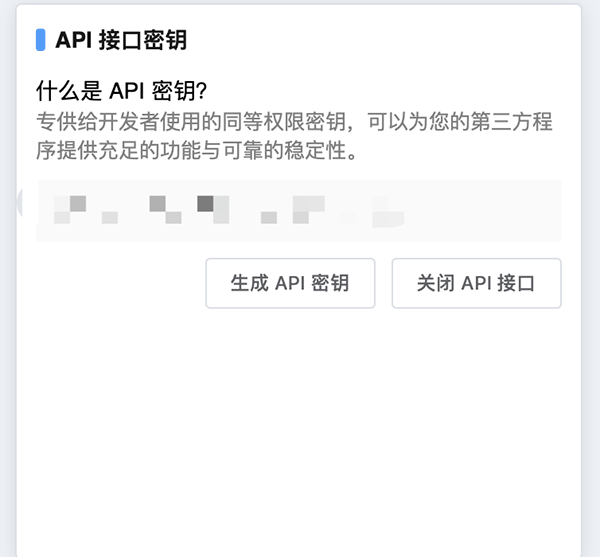 API 接口密钥
什么是 API 密钥?
专供给开发者使用的同等权限密钥，可以为您的第三方程
序提供充足的功能与可靠的稳定性。
生成 API 密钥
关闭 API 接口